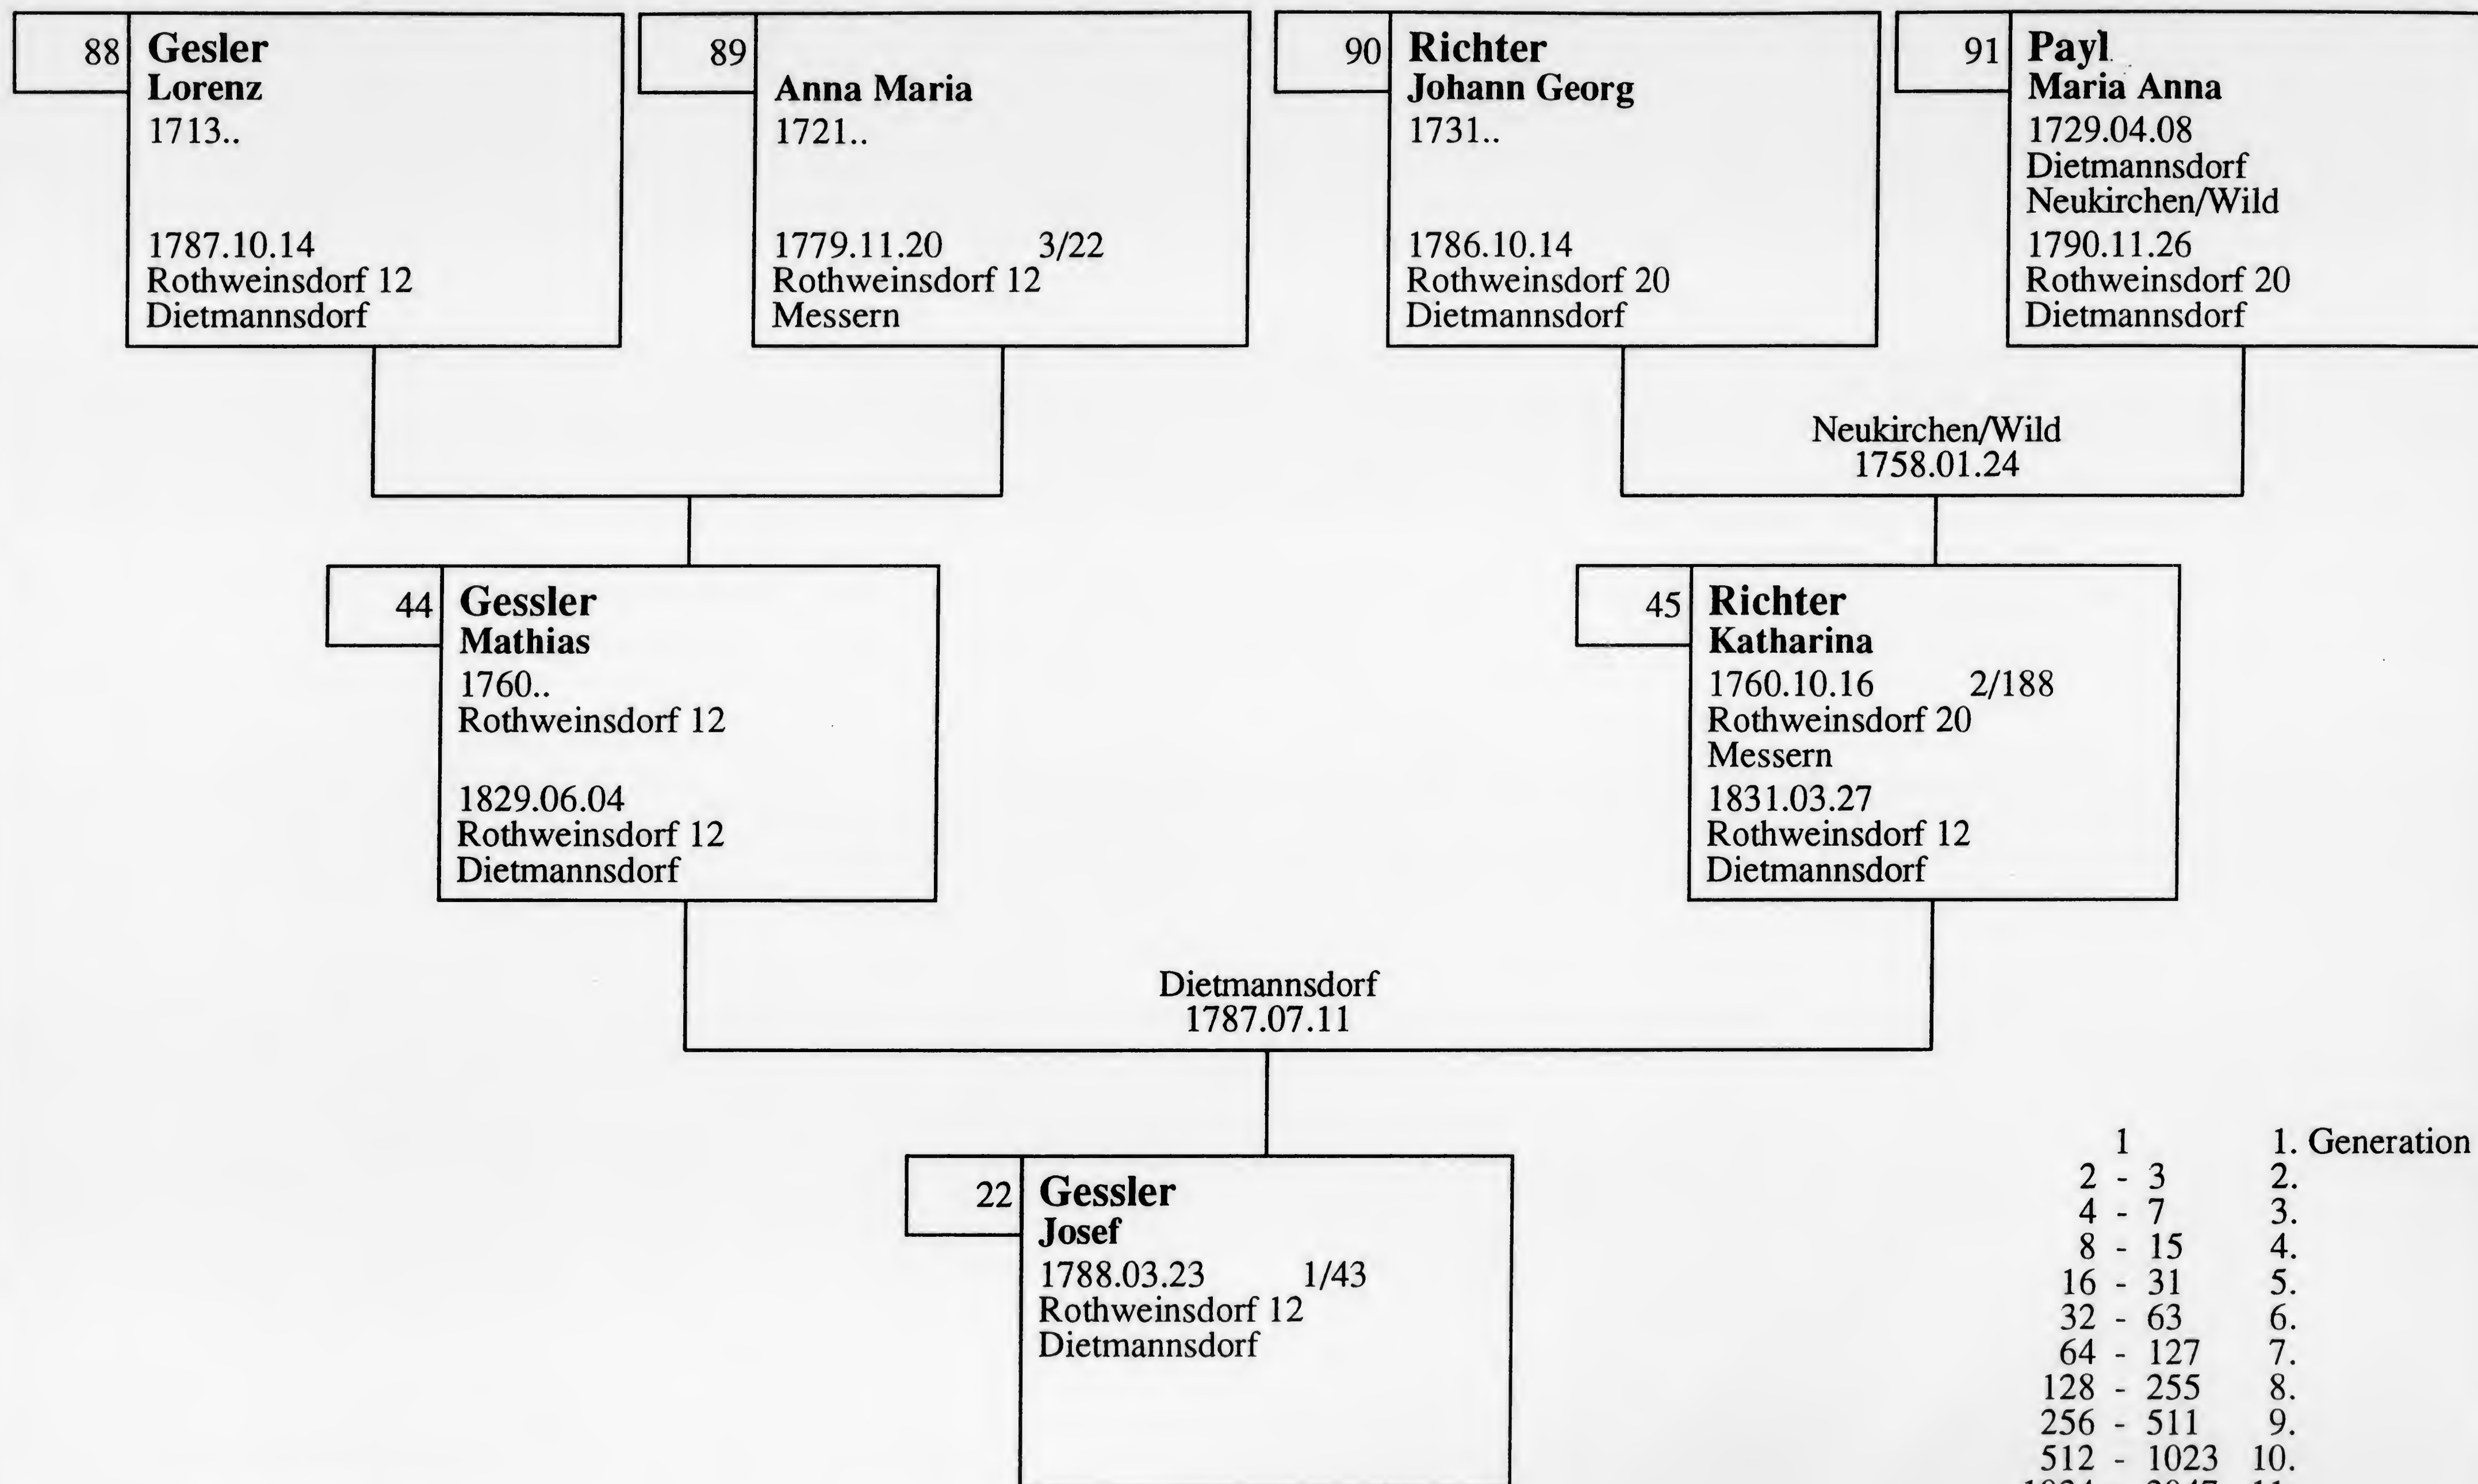 88
Gesler
Lorenz
1713..
1787.10.14
Rothweinsdorf 12
Dietmannsdorf
89
Anna Maria
1721..
1779.11.20 3/22
Rothweinsdorf 12
Messern
90
Richter
Johann Georg
1731..
1786.10.14
Rothweinsdorf 20
Dietmannsdorf
91
Payl
Maria Anna
1729.04.08
Dietmannsdorf
Neukirchen/Wild
1790.11.26
Rothweinsdorf 20
Dietmannsdorf
Neukirchen/Wild
1758.01.24
44
Gessler
Mathias
1760..
Rothweinsdorf 12
1829.06.04
Rothweinsdorf 12
Dietmannsdorf
45
Richter
Katharina
1760.10.16 2/188
Rothweinsdorf 20
Messern
1831.03.27
Rothweinsdorf 12
Dietmannsdorf
Dietmannsdorf
1787.07.11
22
Gessler
Josef
1788.03.23 1/43
Rothweinsdorf 12
Dietmannsdorf
1 1. Generation
2 - 3 2.
4 - 7 3.
8 - 15 4.
16 - 31 5.
32 - 63 6.
64 - 127 7.
128 - 255 8.
256 - 511 9.
512 - 1023 10.